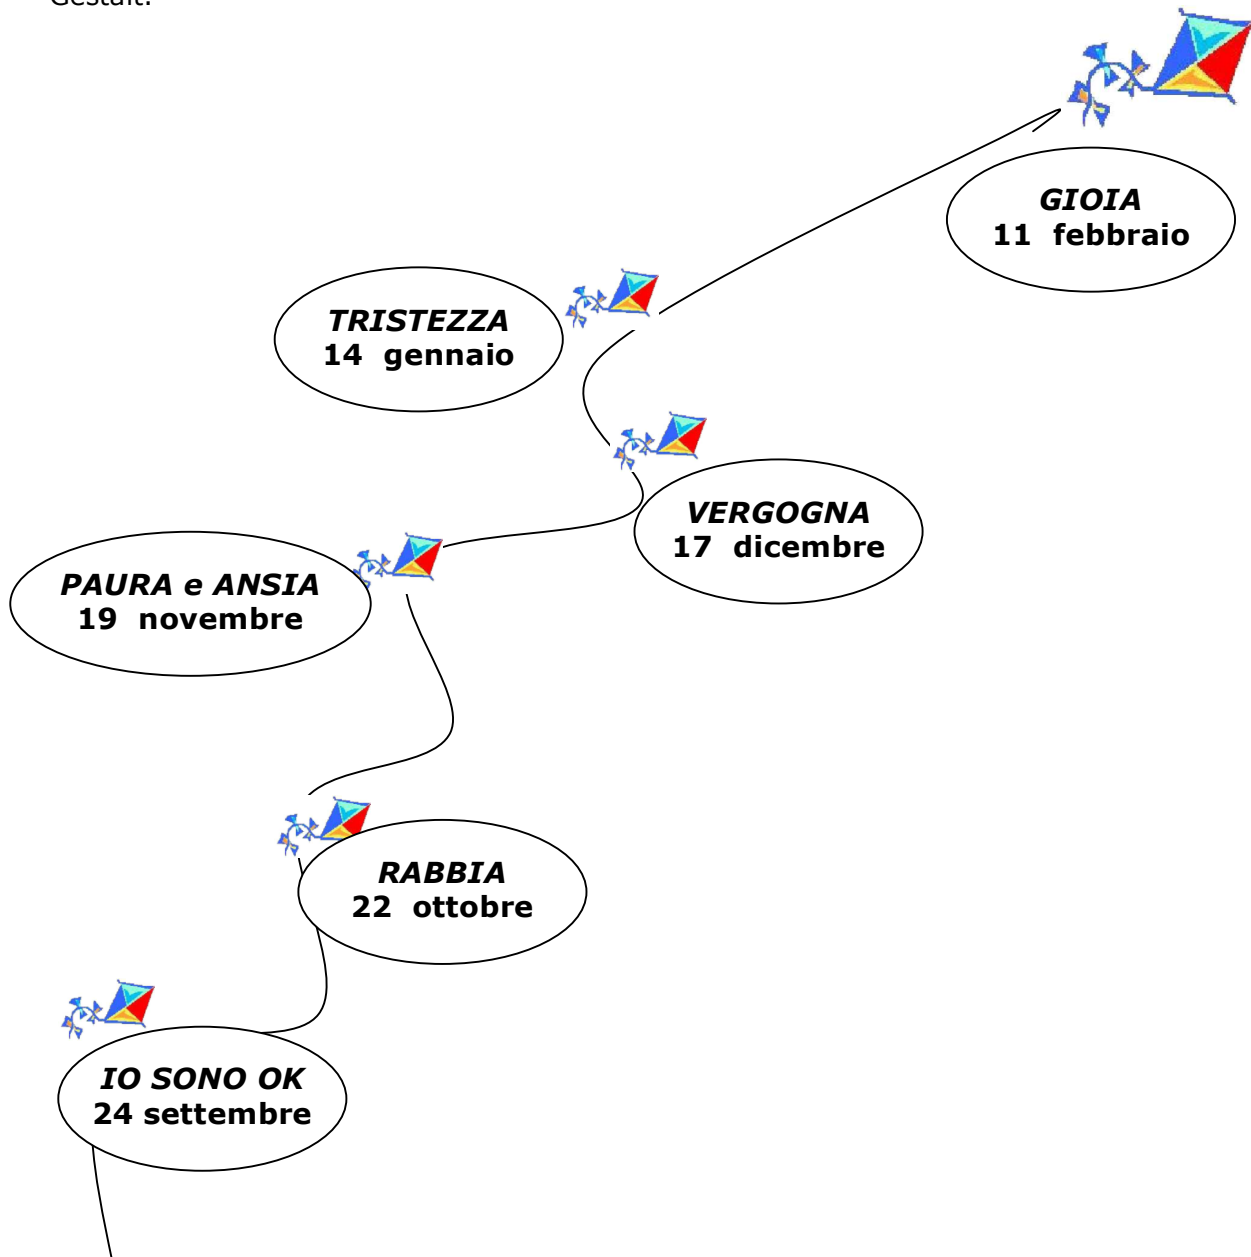 Gestalt.
GIOIA
11 febbraio
TRISTEZZA
14 gennaio
VERGOGNA
17 dicembre
PAURA e ANSIA
19 novembre
RABBIA
22 ottobre
IO SONO OK
24 settembre